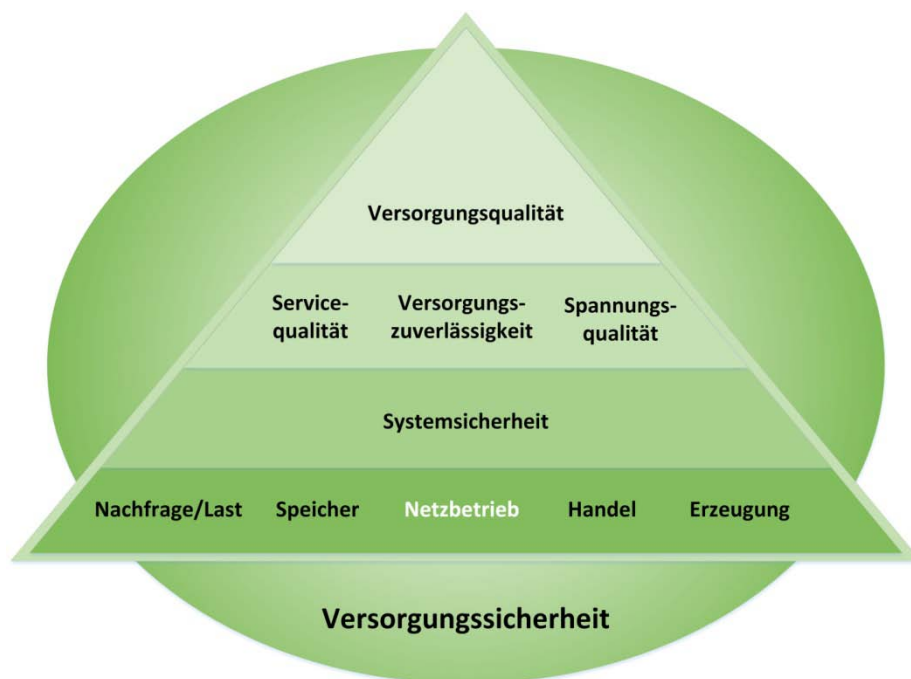 Versorgungsqualität
Service-
qualität
Versorgungs-
zuverlässigkeit
Spannungs-
qualität
Systemsicherheit
Nachfrage/Last Speicher Netzbetrieb Handel Erzeugung
Versorgungssicherheit